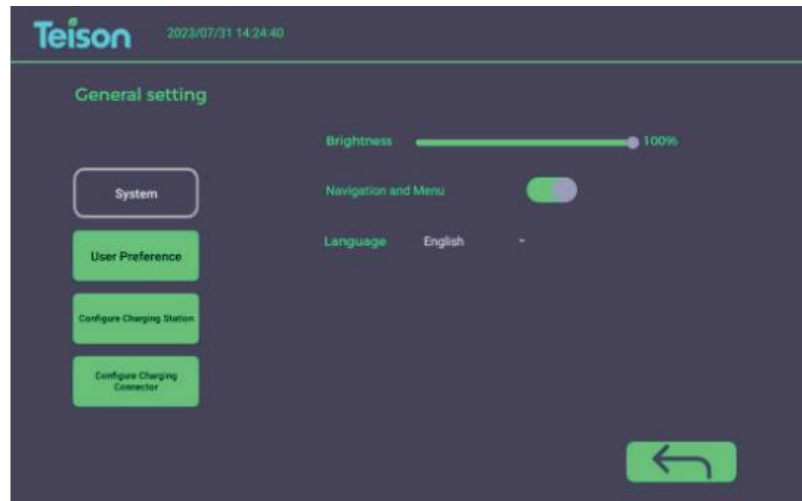 Teison
2023/07/31 14:24:40
General setting
Brightness 100%
System
Navigation and Menu
User Preference
Language English
Configure Charging Station
Configure Charging
Connector